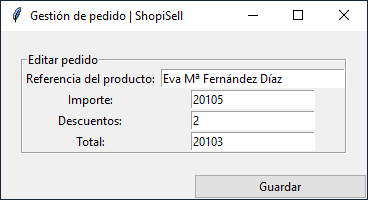 Gestión de pedido | ShopiSell
Editar pedido
Referencia del producto: Eva Mª Fernández Díaz
Importe: 20105
Descuentos: 2
Total: 20103
Guardar